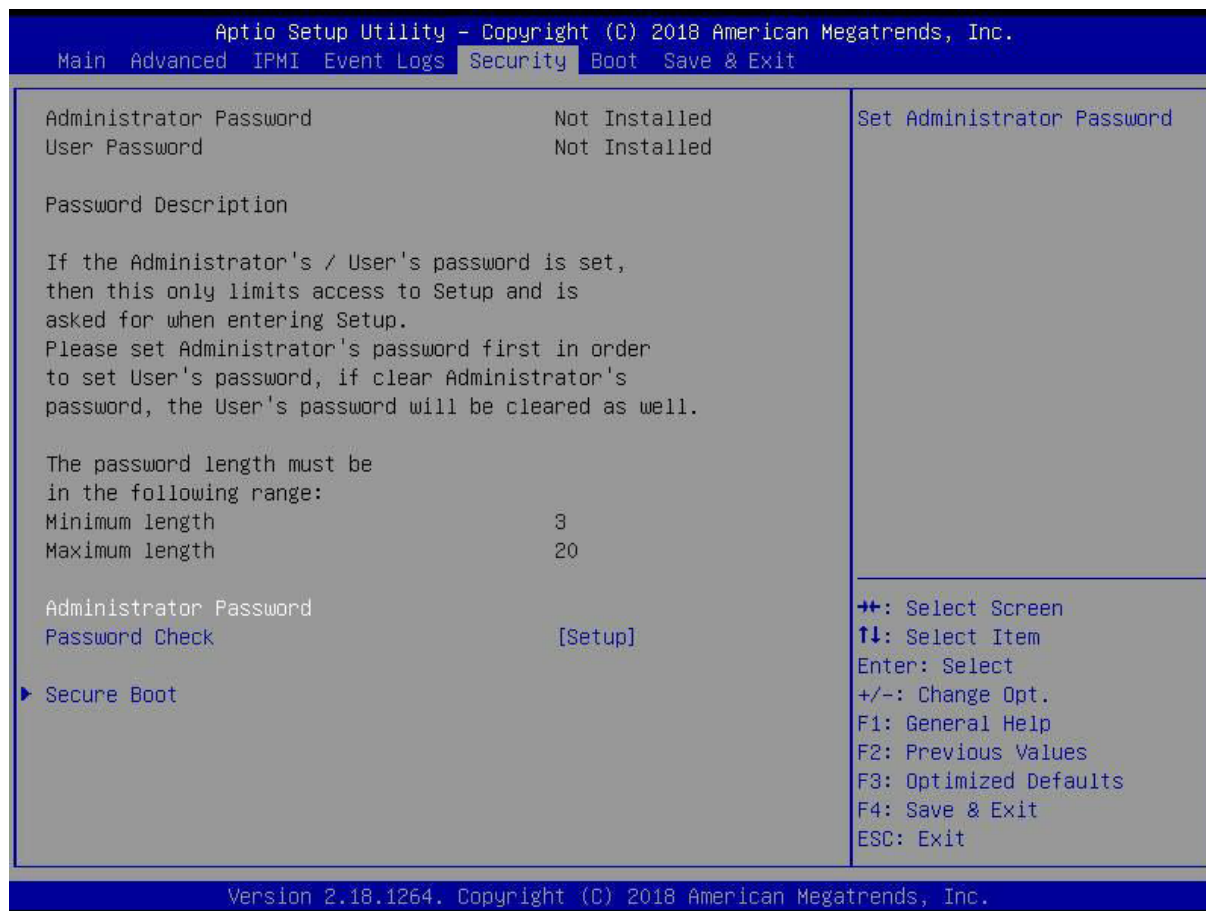 Aptio Setup Utility – Copyright (C) 2018 American Megatrends, Inc.
Main Advanced IPMI Event Logs Security Boot Save & Exit
Administrator Password Not Installed
User Password Not Installed
Password Description
If the Administrator's / User's password is set,
then this only limits access to Setup and is
asked for when entering Setup.
Please set Administrator's password first in order
to set User's password, if clear Administrator's
password, the User's password will be cleared as well.
The password length must be
in the following range:
Minimum length 3
Maximum length 20
Administrator Password
Password Check [Setup]
▶ Secure Boot
Set Administrator Password
→←: Select Screen
↑↓: Select Item
Enter: Select
+/-: Change Opt.
F1: General Help
F2: Previous Values
F3: Optimized Defaults
F4: Save & Exit
ESC: Exit
Version 2.18.1264. Copyright (C) 2018 American Megatrends, Inc.